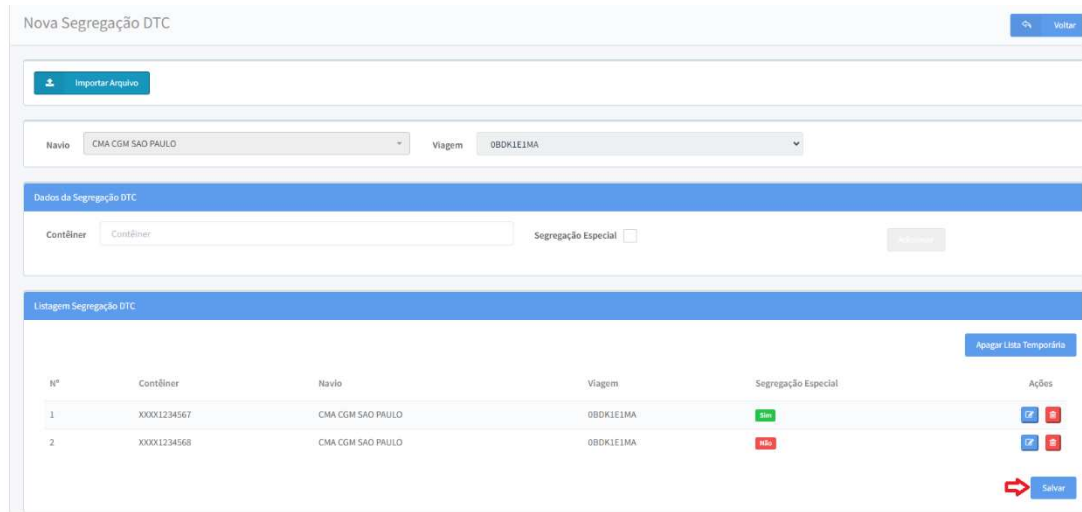 Nova Segregação DTC
Voltar
Importar Arquivo
Navio CMA CGM SAO PAULO Viagem 0BDK1E1MA
Dados da Segregação DTC
Contêiner Contêiner Segregação Especial Adicionar
Listagem Segregação DTC
Apagar Lista Temporária
Nº Contêiner Navio Viagem Segregação Especial Ações
1 XXXX1234567 CMA CGM SAO PAULO 0BDK1E1MA Sim
2 XXXX1234568 CMA CGM SAO PAULO 0BDK1E1MA Não
Salvar